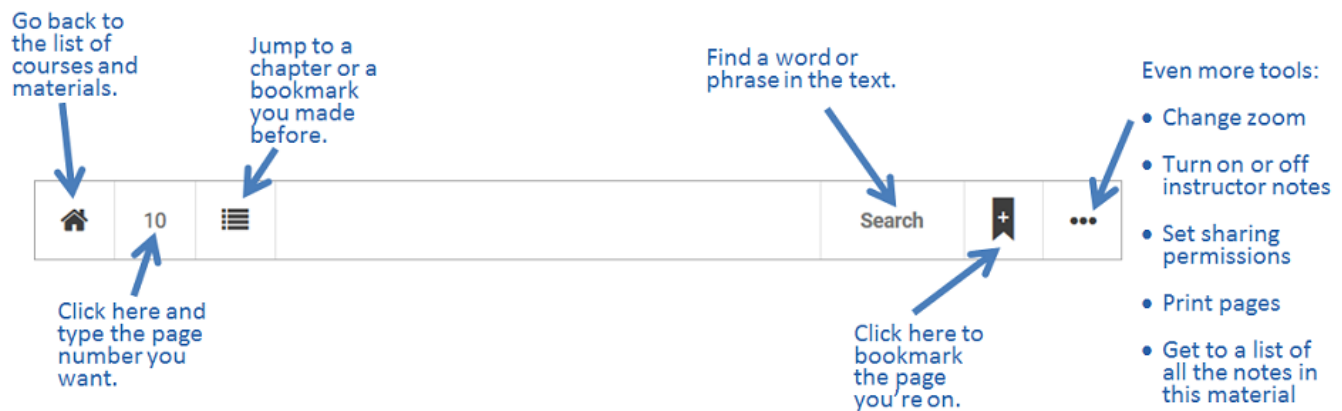 Go back to
the list of
courses and
materials.
Jump to a
chapter or a
bookmark
you made
before.
Find a word or
phrase in the text.
Even more tools:
• Change zoom
• Turn on or off
instructor notes
• Set sharing
permissions
• Print pages
• Get to a list of
all the notes in
this material
10
Search
Click here and
type the page
number you
want.
Click here to
bookmark
the page
you're on.